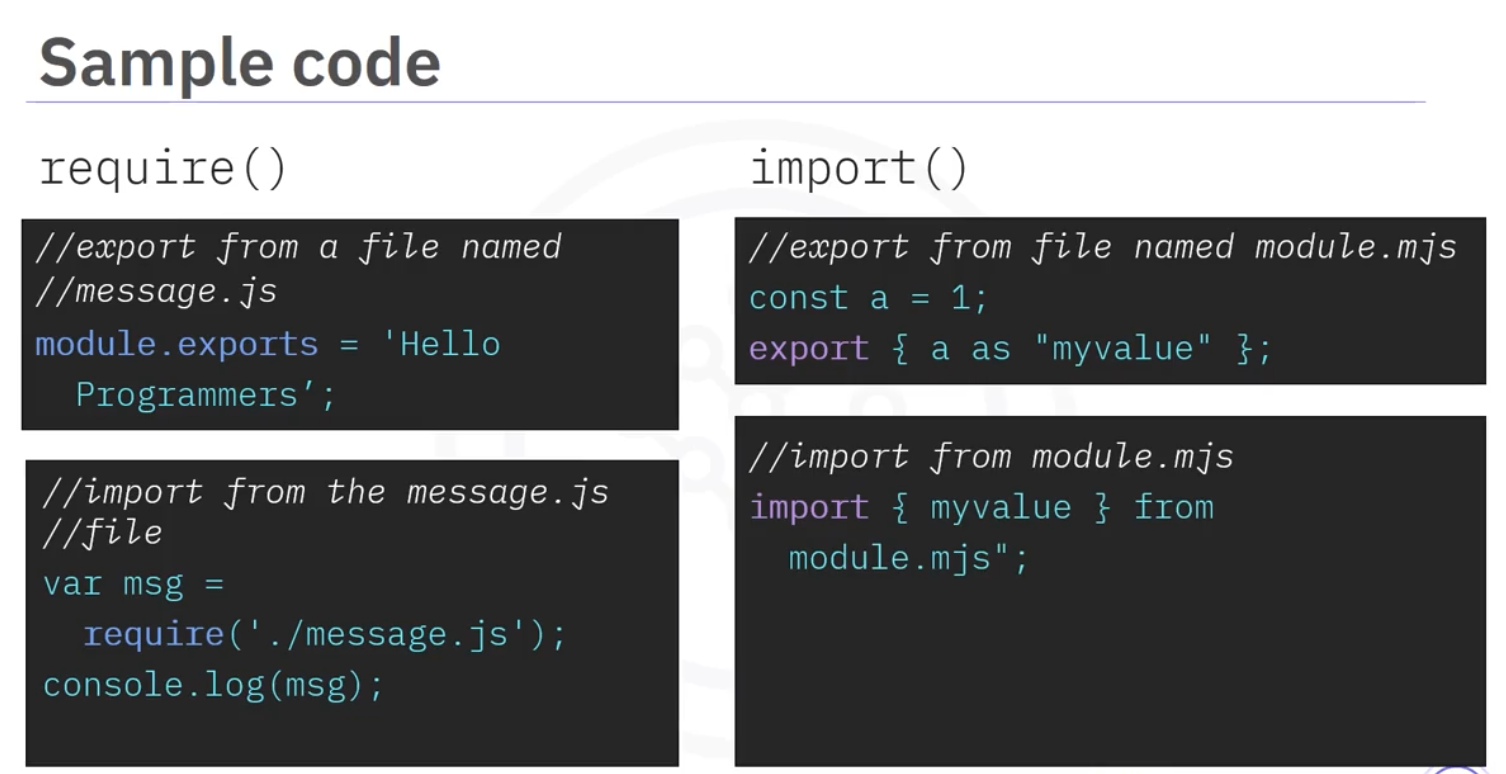 Sample code
require()
//export from a file named
//message.js
module.exports = 'Hello
Programmers’;
//import from the message.js
//file
var msg =
require('./message.js');
console.log(msg);
import()
//export from file named module.mjs
const a = 1;
export { a as "myvalue" };
//import from module.mjs
import { myvalue } from
module.mjs";